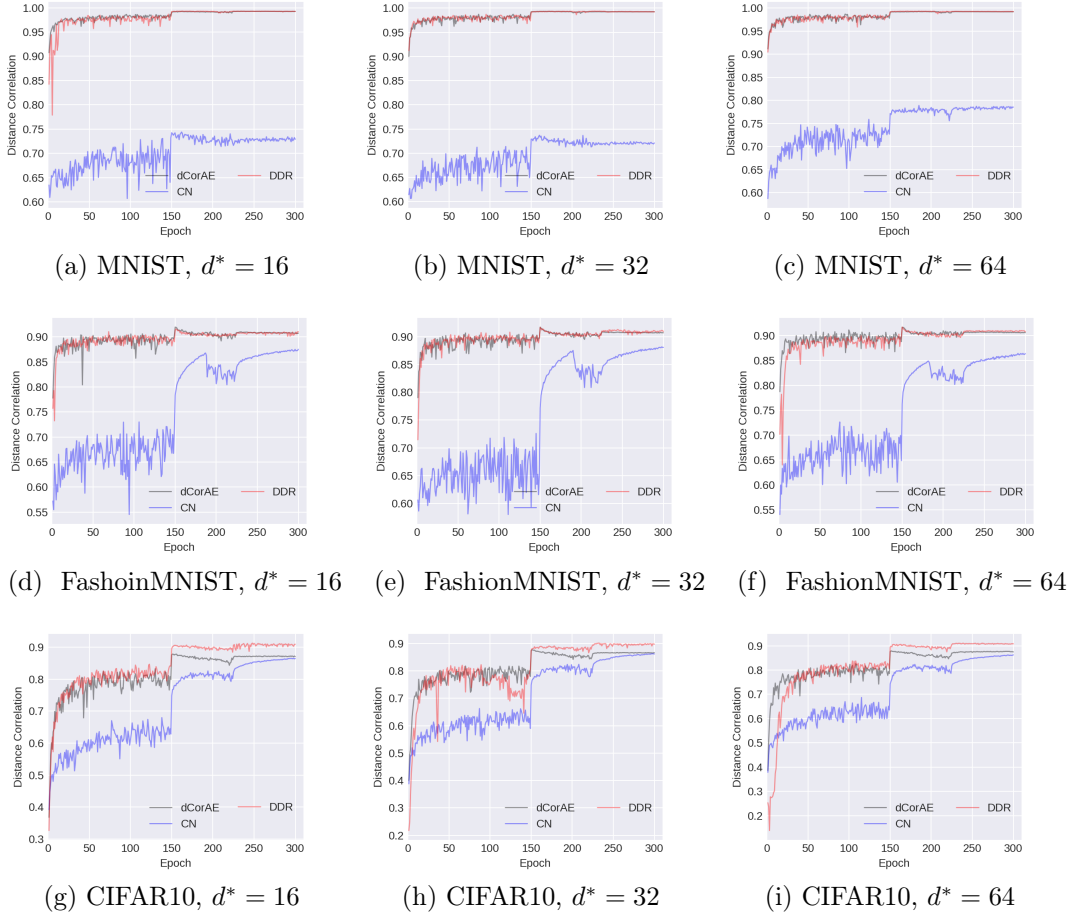 1.00
0.95
0.90
0.85
0.80
0.75
0.70
0.65
0.60
Distance Correlation
dCorAE
CN
DDR
0 50 100 150 200 250 300
Epoch
(a) MNIST, d* = 16
1.00
0.95
0.90
0.85
0.80
0.75
0.70
0.65
0.60
Distance Correlation
dCorAE
CN
DDR
0 50 100 150 200 250 300
Epoch
(b) MNIST, d* = 32
1.00
0.95
0.90
0.85
0.80
0.75
0.70
0.65
0.60
Distance Correlation
dCorAE
CN
DDR
0 50 100 150 200 250 300
Epoch
(c) MNIST, d* = 64
0.90
0.85
0.80
0.75
0.70
0.65
0.60
0.55
Distance Correlation
dCorAE
CN
DDR
0 50 100 150 200 250 300
Epoch
(d) FashoinMNIST, d* = 16
0.90
0.85
0.80
0.75
0.70
0.65
0.60
Distance Correlation
dCorAE
CN
DDR
0 50 100 150 200 250 300
Epoch
(e) FashionMNIST, d* = 32
0.90
0.85
0.80
0.75
0.70
0.65
0.60
0.55
Distance Correlation
dCorAE
CN
DDR
0 50 100 150 200 250 300
Epoch
(f) FashionMNIST, d* = 64
0.9
0.8
0.7
0.6
0.5
0.4
0.3
Distance Correlation
dCorAE
CN
DDR
0 50 100 150 200 250 300
Epoch
(g) CIFAR10, d* = 16
0.9
0.8
0.7
0.6
0.5
0.4
0.3
0.2
Distance Correlation
dCorAE
CN
DDR
0 50 100 150 200 250 300
Epoch
(h) CIFAR10, d* = 32
0.9
0.8
0.7
0.6
0.5
0.4
0.3
0.2
Distance Correlation
dCorAE
CN
DDR
0 50 100 150 200 250 300
Epoch
(i) CIFAR10, d* = 64